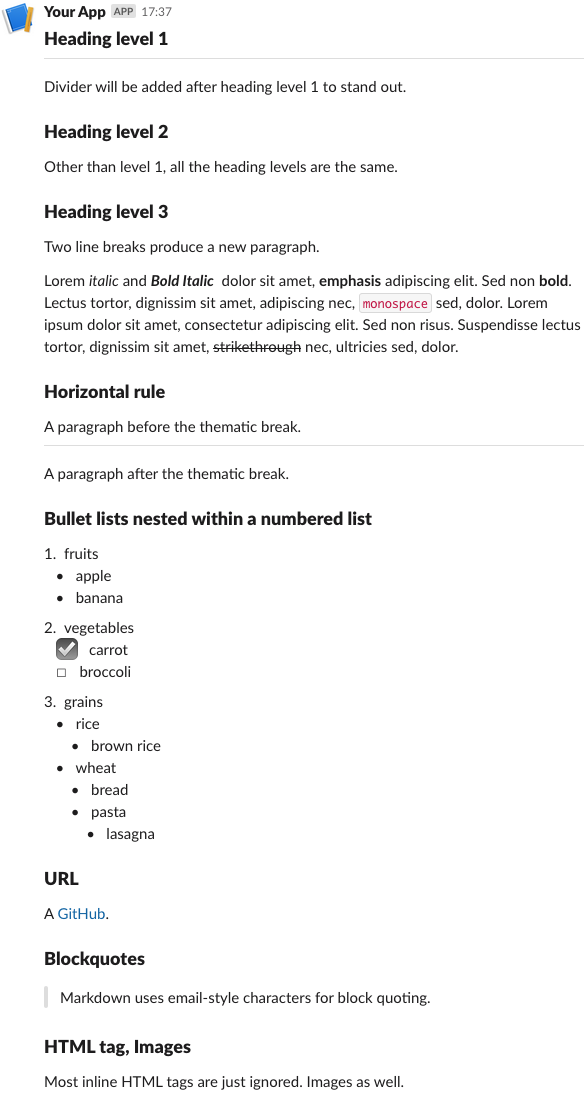 Your App APP 17:37
Heading level 1
Divider will be added after heading level 1 to stand out.
Heading level 2
Other than level 1, all the heading levels are the same.
Heading level 3
Two line breaks produce a new paragraph.
Lorem italic and Bold Italic dolor sit amet, emphasis adipiscing elit. Sed non bold.
Lectus tortor, dignissim sit amet, adipiscing nec, monospace sed, dolor. Lorem
ipsum dolor sit amet, consectetur adipiscing elit. Sed non risus. Suspendisse lectus
tortor, dignissim sit amet, strikethrough nec, ultricies sed, dolor.
Horizontal rule
A paragraph before the thematic break.
A paragraph after the thematic break.
Bullet lists nested within a numbered list
1. fruits
• apple
• banana
2. vegetables
☑ carrot
☐ broccoli
3. grains
• rice
• brown rice
• wheat
• bread
• pasta
• lasagna
URL
A GitHub.
Blockquotes
Markdown uses email-style characters for block quoting.
HTML tag, Images
Most inline HTML tags are just ignored. Images as well.